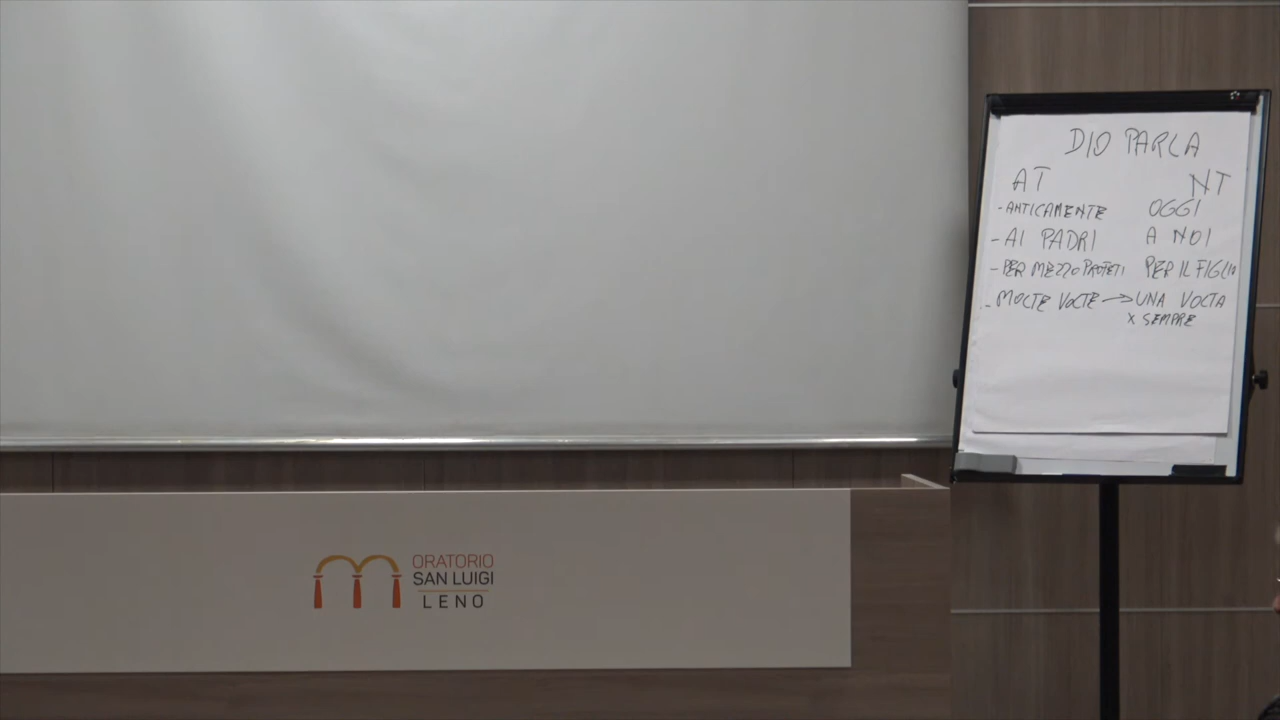 DIO PARLA
AT NT
- ANTICAMENTE OGGI
- AI PADRI A NOI
- PER MEZZO PROFETI PER IL FIGLIO
- MOLTE VOLTE → UNA VOLTA
X SEMPRE
ORATORIO
SAN LUIGI
LENO